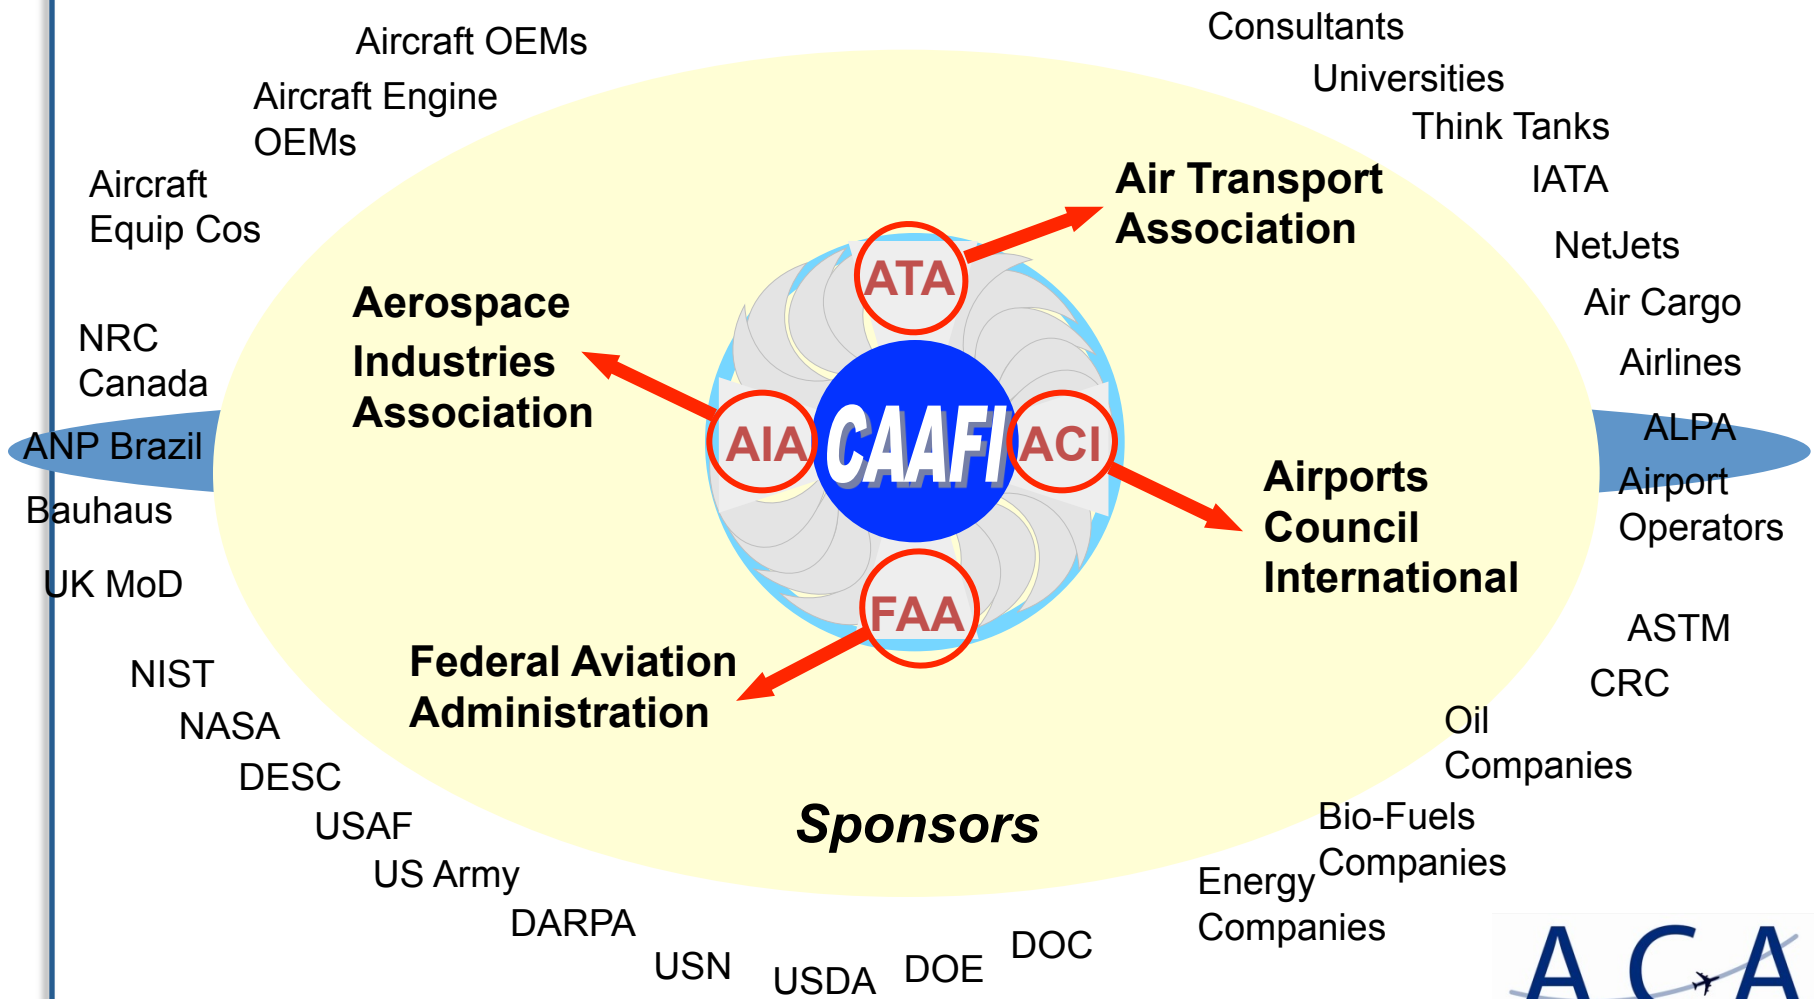 Aircraft OEMs
Aircraft Engine
OEMs
Aircraft
Equip Cos
NRC
Canada
ANP Brazil
Bauhaus
UK MoD
NIST
NASA
DESC
USAF
US Army
DARPA
USN
USDA
DOE
DOC
Consultants
Universities
Think Tanks
IATA
NetJets
Air Cargo
Airlines
ALPA
Airport
Operators
ASTM
CRC
Oil
Companies
Bio-Fuels
Companies
Energy
Companies
Air Transport
Association
Aerospace
Industries
Association
Airports
Council
International
Federal Aviation
Administration
ATA
AIA
CAAFI
ACI
FAA
Sponsors
ACA